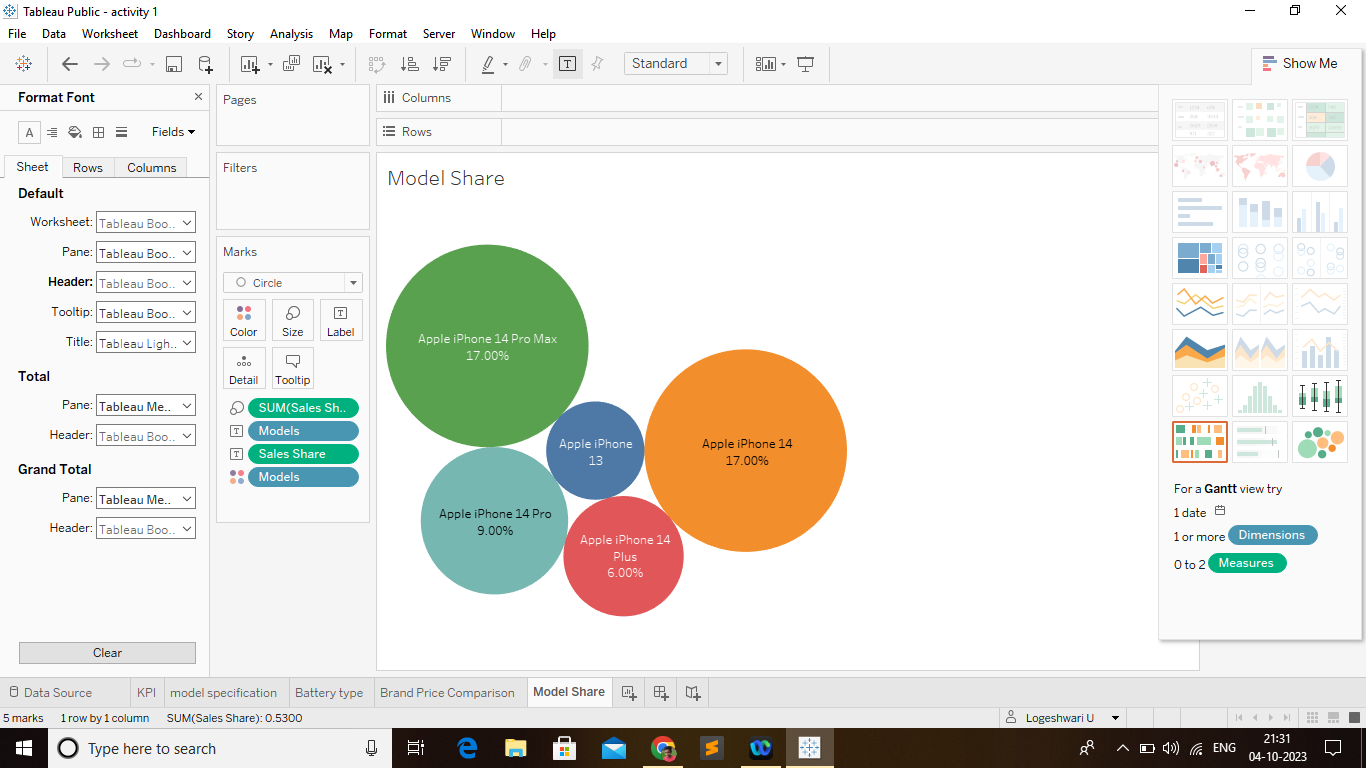 Tableau Public - activity 1
File Data Worksheet Dashboard Story Analysis Map Format Server Window Help
Standard
Show Me
Format Font
Fields
Sheet Rows Columns
Default
Worksheet: Tableau Boo..
Pane: Tableau Boo..
Header: Tableau Boo..
Tooltip: Tableau Boo..
Title: Tableau Ligh..
Total
Pane: Tableau Me..
Header: Tableau Boo..
Grand Total
Pane: Tableau Me..
Header: Tableau Boo..
Clear
Pages
Filters
Marks
Circle
Color Size Label
Detail Tooltip
SUM(Sales Sh..
Models
Sales Share
Models
Columns
Rows
Model Share
Apple iPhone 14 Pro Max
17.00%
Apple iPhone
13
Apple iPhone 14
17.00%
Apple iPhone 14 Pro
9.00%
Apple iPhone 14
Plus
6.00%
For a Gantt view try
1 date
1 or more Dimensions
0 to 2 Measures
Data Source KPI model specification Battery type Brand Price Comparison Model Share
5 marks 1 row by 1 column SUM(Sales Share): 0.5300
Logeshwari U
Type here to search
ENG
21:31
04-10-2023